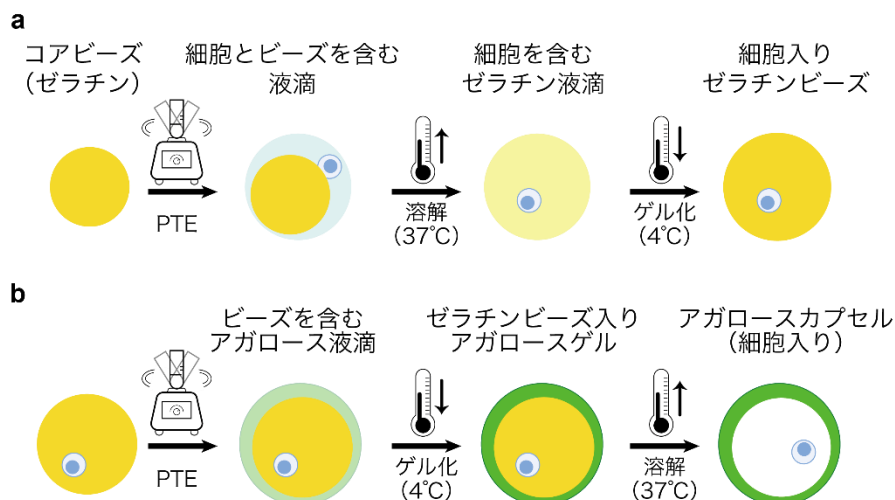 a
コアビーズ
（ゼラチン）
細胞とビーズを含む
液滴
細胞を含む
ゼラチン液滴
細胞入り
ゼラチンビーズ
PTE
溶解
（37℃）
ゲル化
（4℃）
b
ビーズを含む
アガロース液滴
ゼラチンビーズ入り
アガロースゲル
アガロースカプセル
（細胞入り）
PTE
ゲル化
（4℃）
溶解
（37℃）